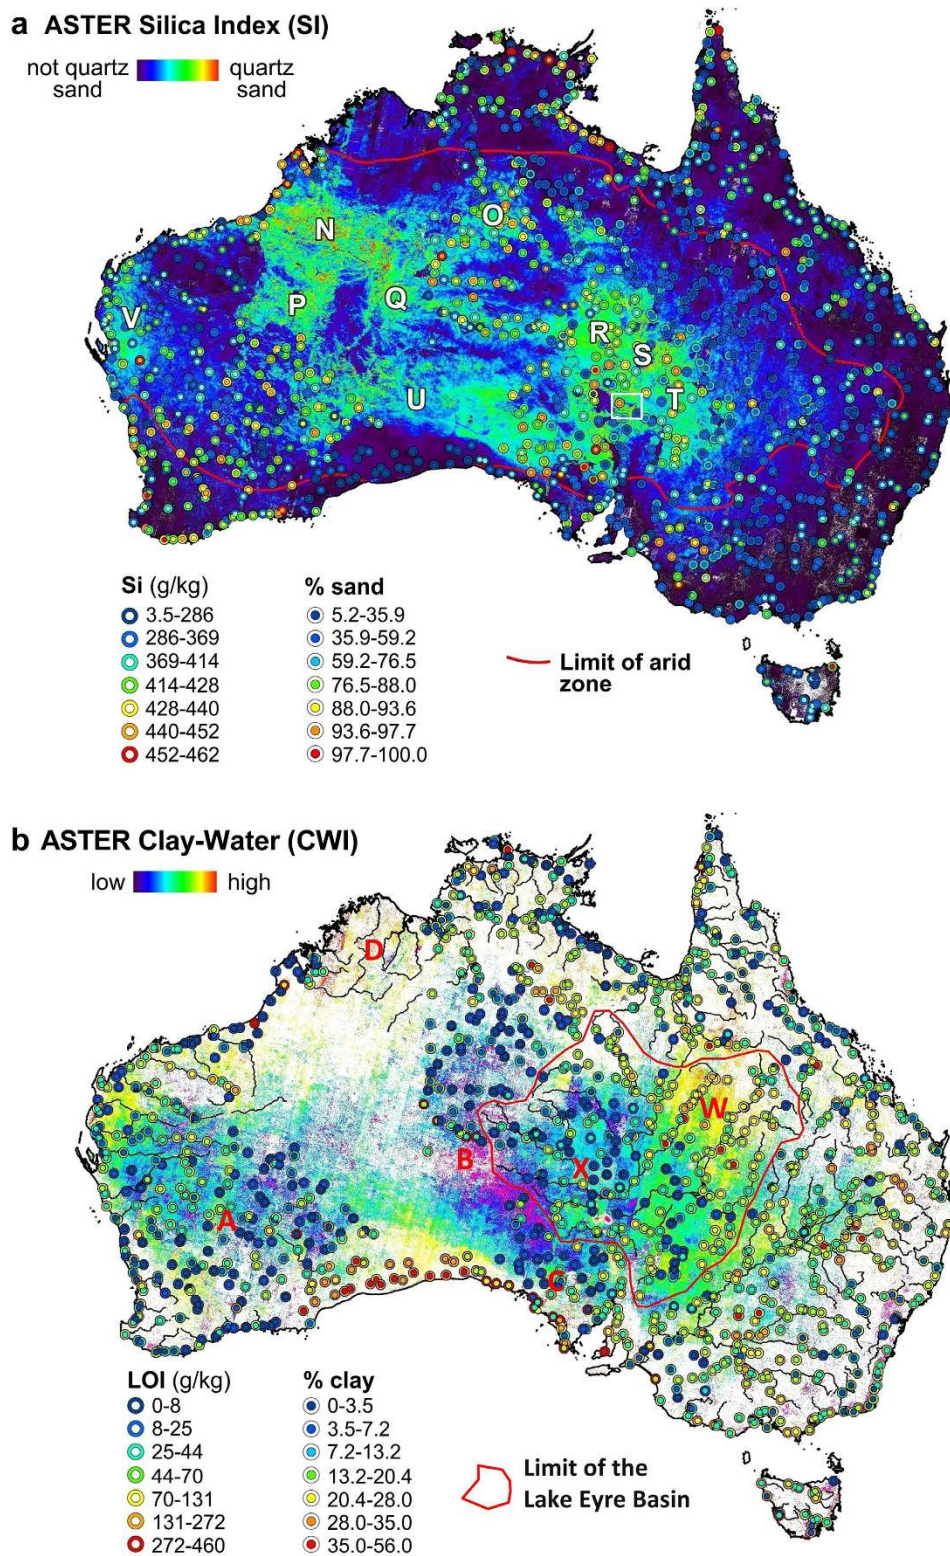 a ASTER Silica Index (SI)
not quartz sand
quartz sand
N
O
P
Q
V
R
S
U
T
Si (g/kg)
3.5-286
286-369
369-414
414-428
428-440
440-452
452-462
% sand
5.2-35.9
35.9-59.2
59.2-76.5
76.5-88.0
88.0-93.6
93.6-97.7
97.7-100.0
Limit of arid
zone
b ASTER Clay-Water (CWI)
low
high
D
W
B
X
A
C
LOI (g/kg)
0-8
8-25
25-44
44-70
70-131
131-272
272-460
% clay
0-3.5
3.5-7.2
7.2-13.2
13.2-20.4
20.4-28.0
28.0-35.0
35.0-56.0
Limit of the
Lake Eyre Basin